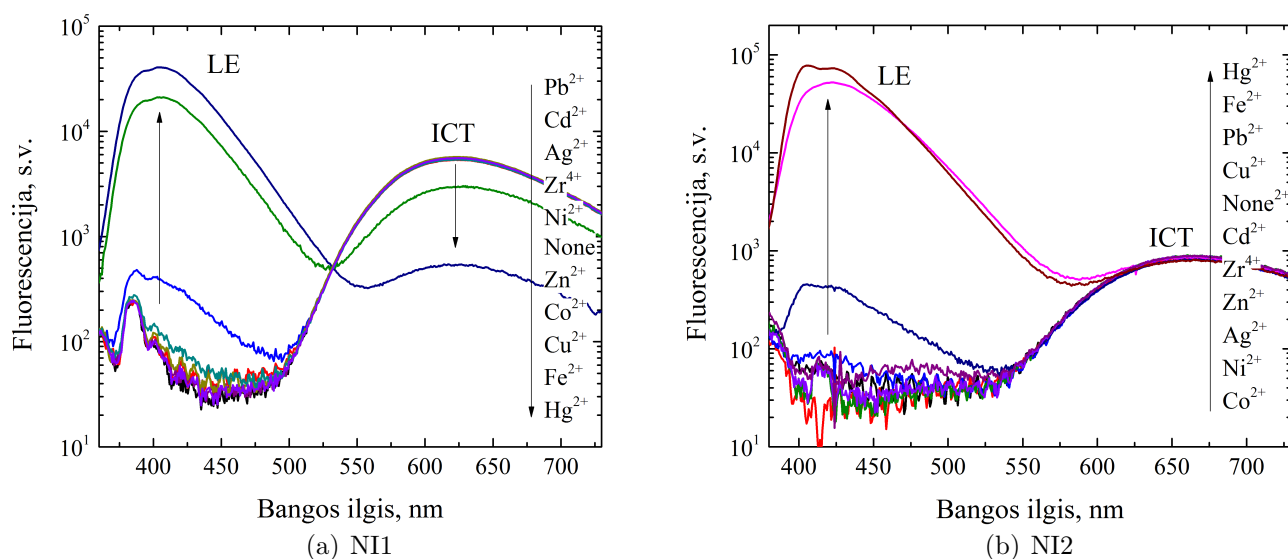 10⁵
10⁴
10³
10²
10¹
Fluorescencija, s.v.
LE
ICT
Pb²⁺
Cd²⁺
Ag²⁺
Zr⁴⁺
Ni²⁺
None
Zn²⁺
Co²⁺
Cu²⁺
Fe²⁺
Hg²⁺
400 450 500 550 600 650 700
Bangos ilgis, nm
(a) NI1
10⁵
10⁴
10³
10²
10¹
Fluorescencija, s.v.
LE
ICT
Hg²⁺
Fe²⁺
Pb²⁺
Cu²⁺
None²⁺
Cd²⁺
Zr⁴⁺
Zn²⁺
Ag²⁺
Ni²⁺
Co²⁺
400 450 500 550 600 650 700
Bangos ilgis, nm
(b) NI2